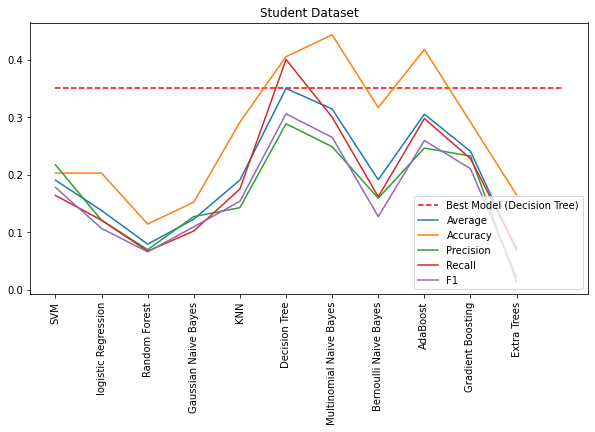 Student Dataset
0.4
0.3
0.2
0.1
0.0
Best Model (Decision Tree)
Average
Accuracy
Precision
Recall
F1
SVM
logistic Regression
Random Forest
Gaussian Naive Bayes
KNN
Decision Tree
Multinomial Naive Bayes
Bernoulli Naive Bayes
AdaBoost
Gradient Boosting
Extra Trees